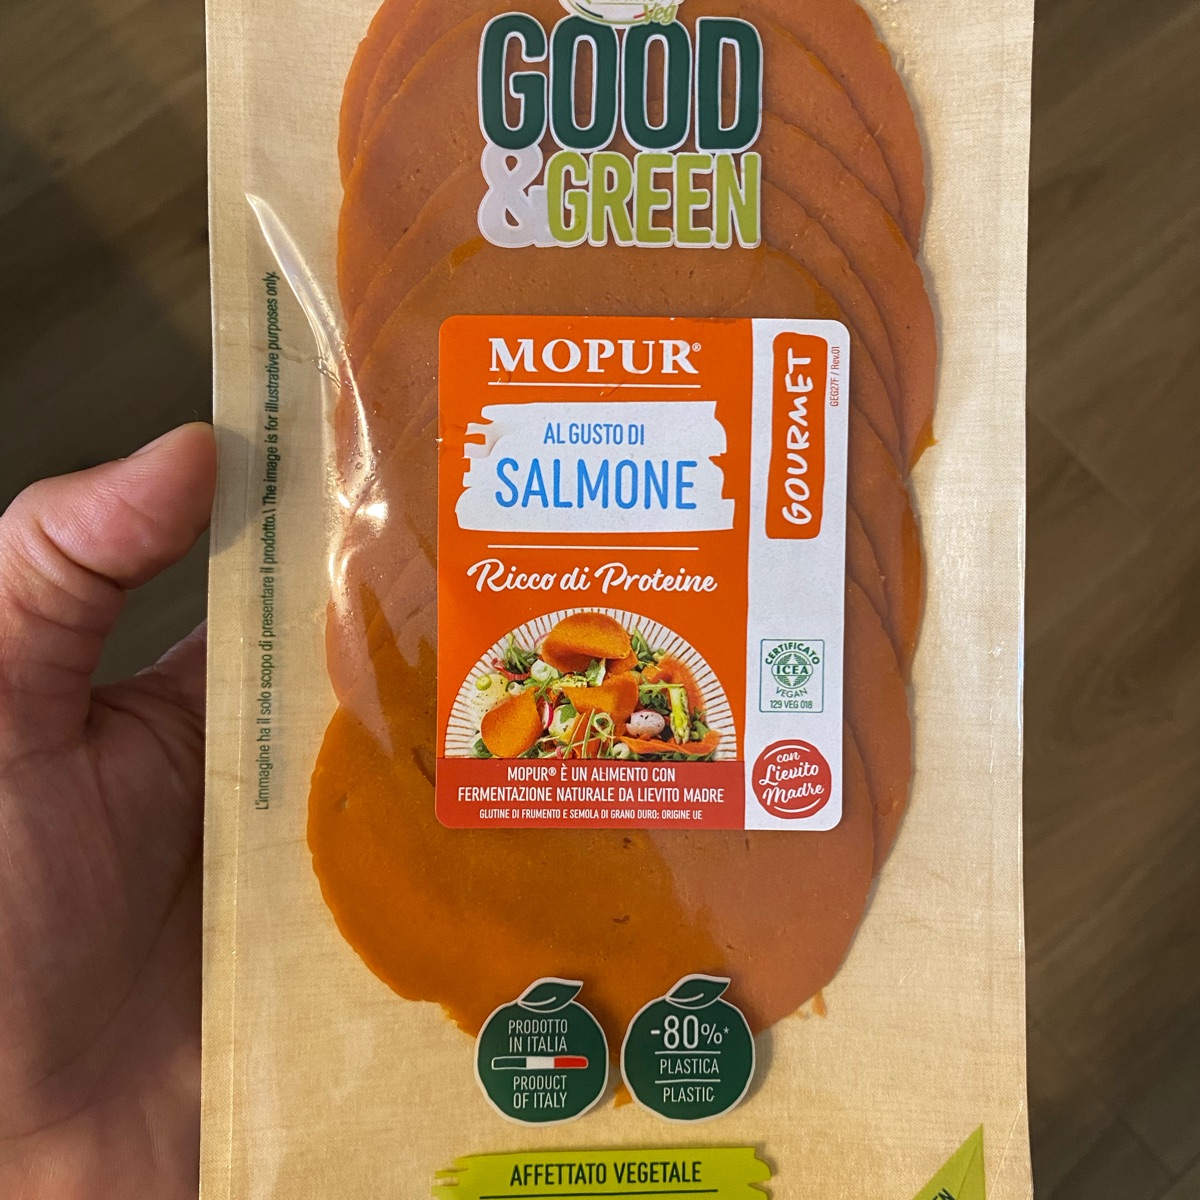 veg
GOOD
&GREEN
L'immagine ha il solo scopo di presentare il prodotto.\ The image is for illustrative purposes only.
MOPUR®
AL GUSTO DI
SALMONE
Ricco di Proteine
MOPUR® È UN ALIMENTO CON
FERMENTAZIONE NATURALE DA LIEVITO MADRE
GLUTINE DI FRUMENTO E SEMOLA DI GRANO DURO: ORIGINE UE
GOURMET
GEG27F / Rev.01
CERTIFICATO
ICEA
VEGAN
129 VEG 018
con
Lievito
Madre
PRODOTTO
IN ITALIA
PRODUCT
OF ITALY
-80%*
PLASTICA
PLASTIC
AFFETTATO VEGETALE